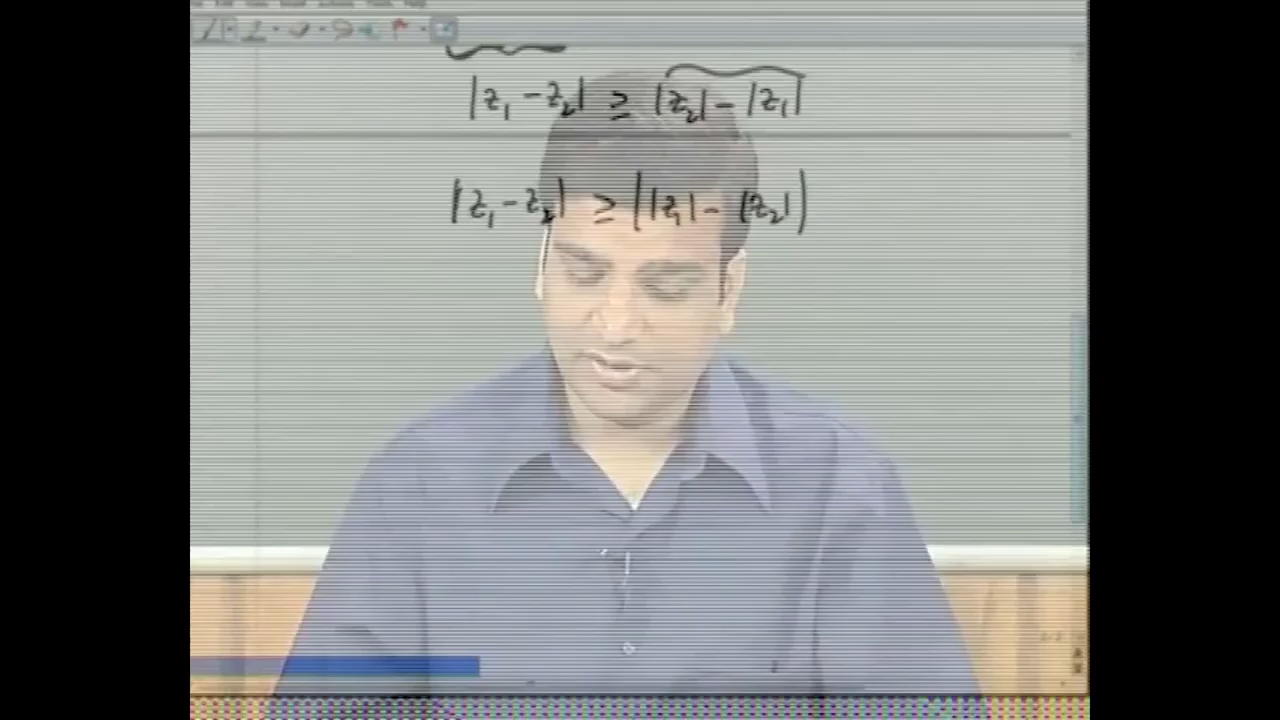 |z₁ - z₂| ≥ |z₂| - |z₁|
|z₁ - z₂| ≥ ||z₁| - |z₂||